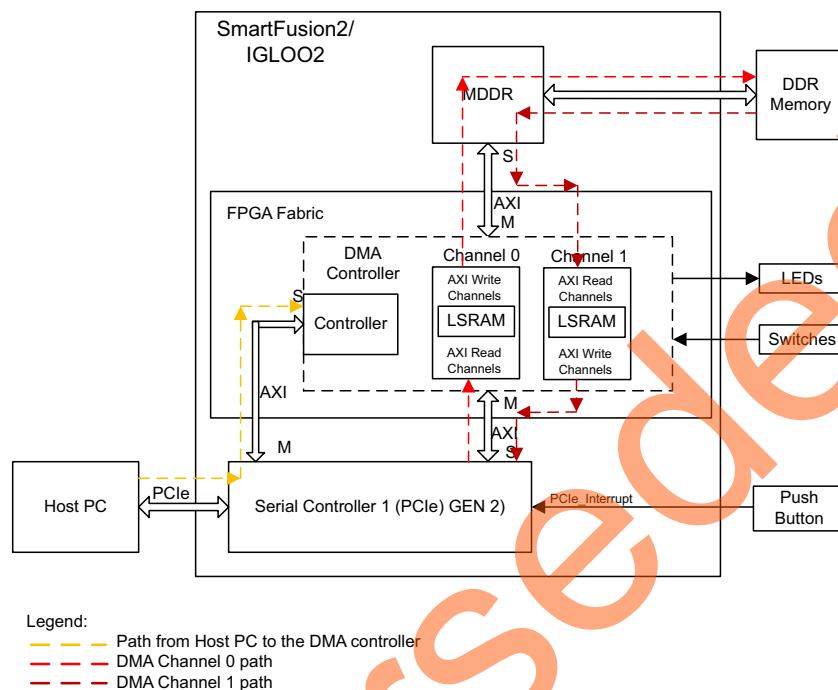 SmartFusion2/
IGLOO2
MDDR
DDR
Memory
S
AXI
M
FPGA Fabric
DMA
Controller
Channel 0
Channel 1
AXI Write
Channels
LSRAM
AXI Read
Channels
AXI Read
Channels
LSRAM
AXI Write
Channels
S
Controller
LEDs
Switches
AXI
M
M
AXI
S
Host PC
PCIe
Serial Controller 1 (PCIe) GEN 2)
PCIe_Interrupt
Push
Button
Legend:
Path from Host PC to the DMA controller
DMA Channel 0 path
DMA Channel 1 path